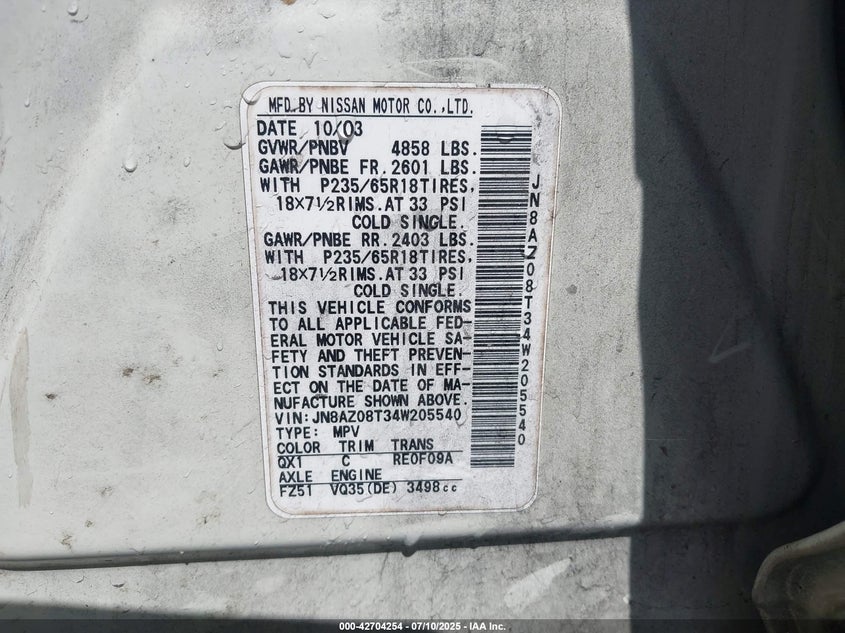 MFD.BY NISSAN MOTOR CO.,LTD.
DATE 10/03
GVWR/PNBV 4858 LBS.
GAWR/PNBE FR.2601 LBS.
WITH P235/65R18TIRES,
18×7½RIMS.AT 33 PSI
COLD SINGLE.
GAWR/PNBE RR.2403 LBS.
WITH P235/65R18TIRES,
18×7½RIMS.AT 33 PSI
COLD SINGLE.
THIS VEHICLE CONFORMS
TO ALL APPLICABLE FED-
ERAL MOTOR VEHICLE SA-
FETY AND THEFT PREVEN-
TION STANDARDS IN EFF-
ECT ON THE DATE OF MA-
NUFACTURE SHOWN ABOVE.
VIN:JN8AZ08T34W205540
TYPE: MPV
COLOR TRIM TRANS
QX1 C RE0F09A
AXLE ENGINE
FZ51 VQ35(DE) 3498cc
JN8AZ08T34W205540
000-42704254 - 07/10/2025 - IAA Inc.